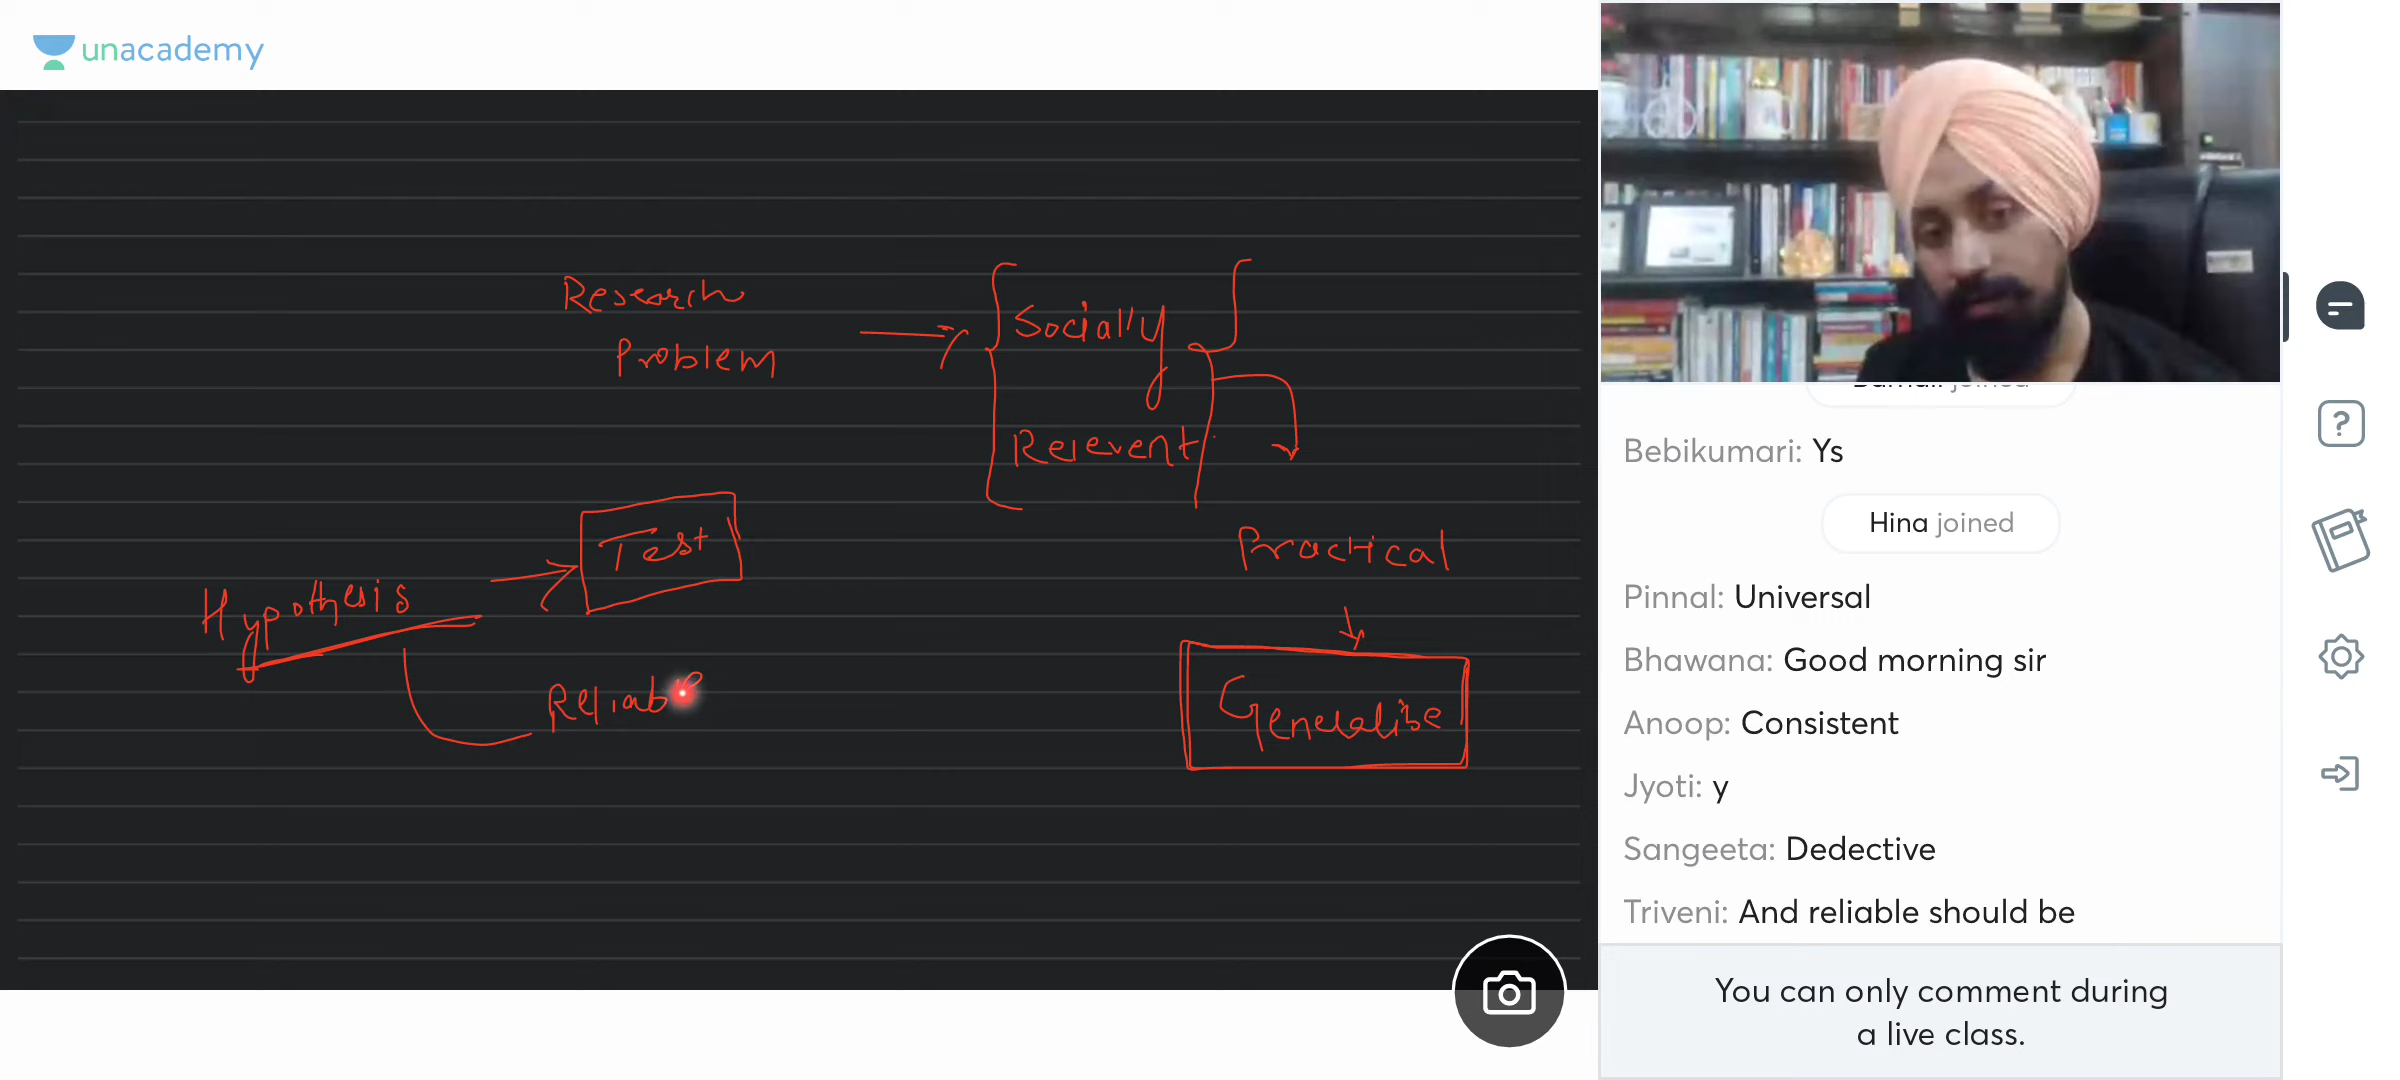 unacademy
Research
Problem
Socially
Relevent
Test
Hypothesis
Practical
Reliab
Generalise
Bebikumari: Ys
Hina joined
Pinnal: Universal
Bhawana: Good morning sir
Anoop: Consistent
Jyoti: y
Sangeeta: Dedective
Triveni: And reliable should be
You can only comment during
a live class.